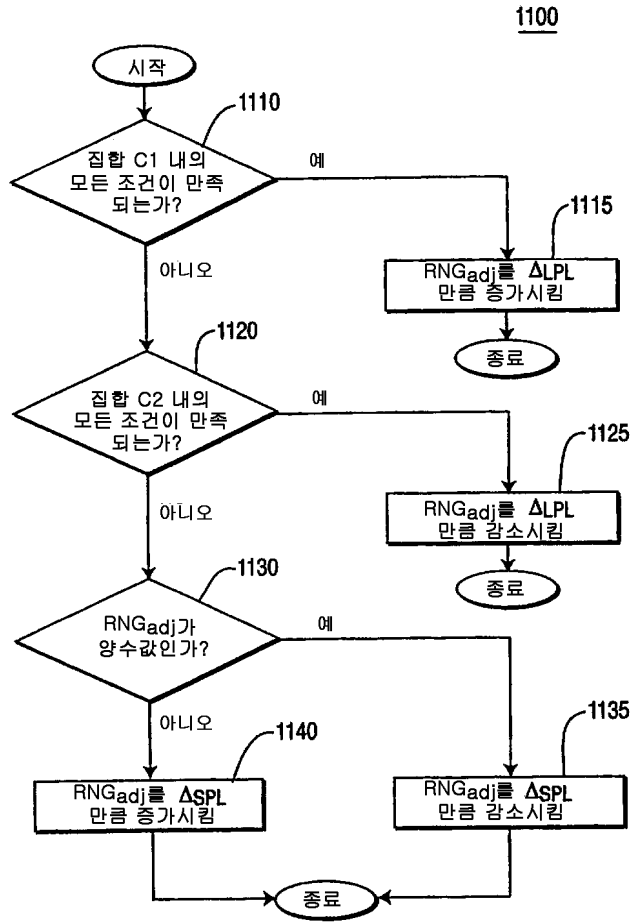 1100
시작
1110
집합 C1 내의
모든 조건이 만족
되는가?
예
1115
RNGadj를 ΔLPL
만큼 증가시킴
종료
아니오
1120
집합 C2 내의
모든 조건이 만족
되는가?
예
1125
RNGadj를 ΔLPL
만큼 감소시킴
종료
아니오
1130
RNGadj가
양수값인가?
예
1135
RNGadj를 ΔSPL
만큼 감소시킴
아니오
1140
RNGadj를 ΔSPL
만큼 증가시킴
종료